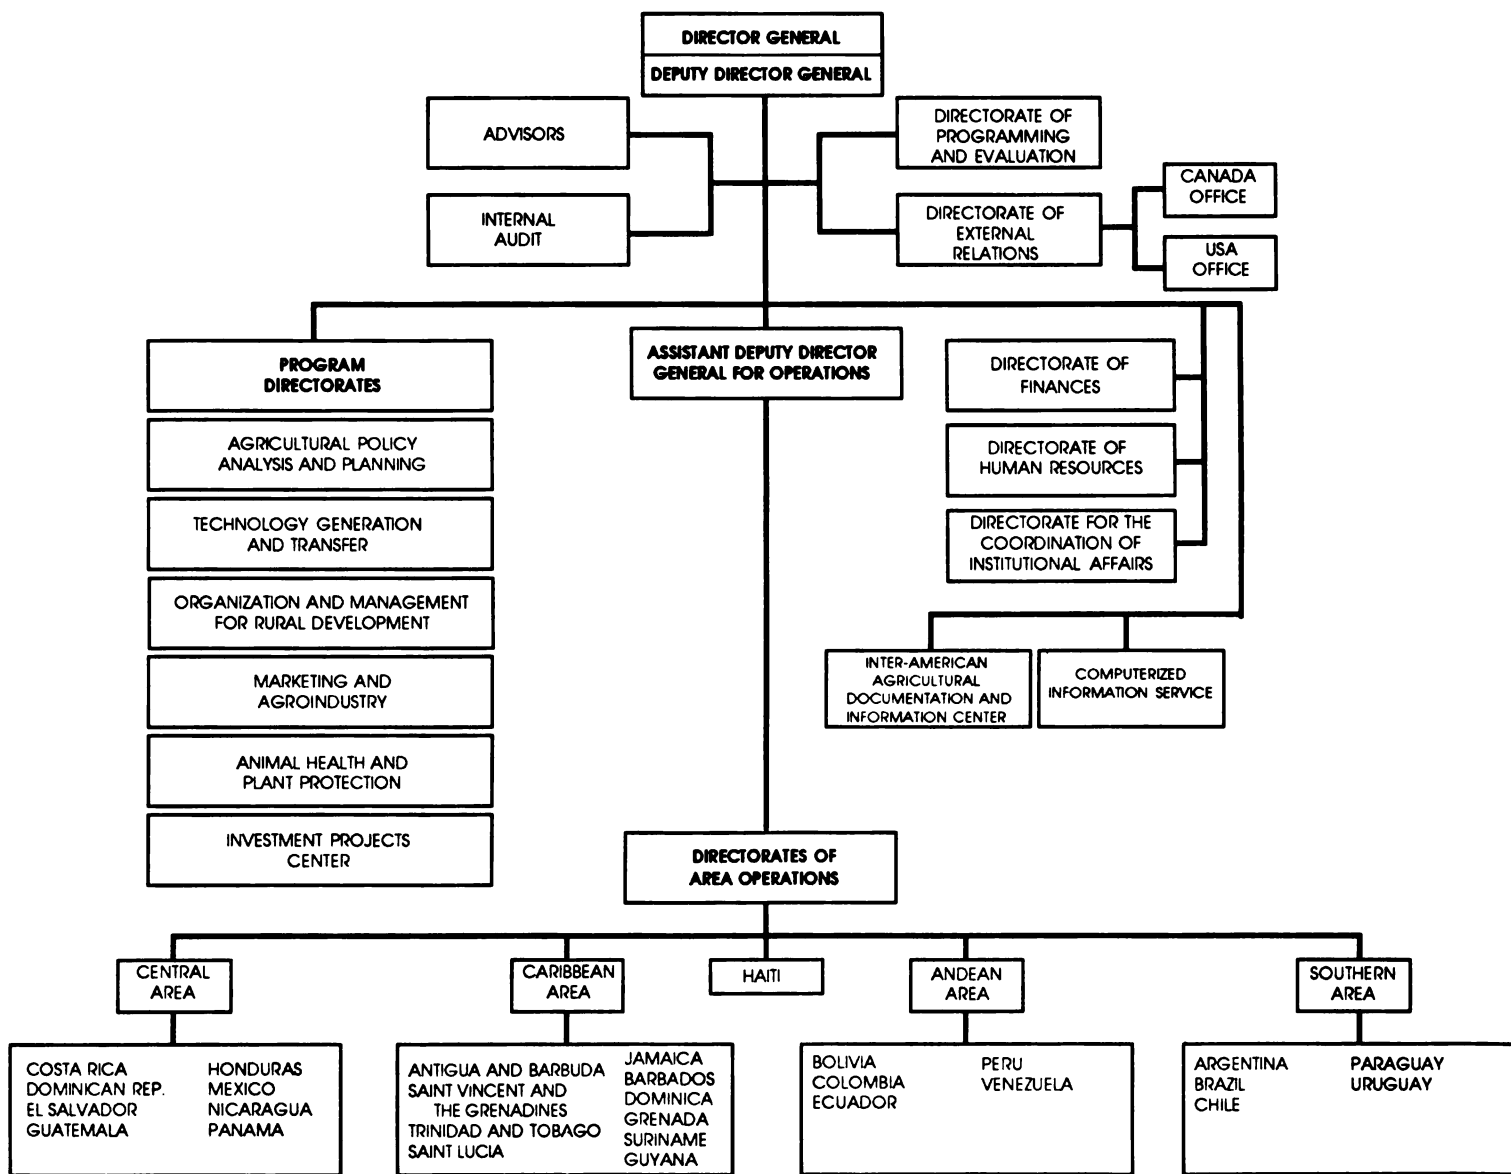 DIRECTOR GENERAL
DEPUTY DIRECTOR GENERAL
ADVISORS
INTERNAL
AUDIT
DIRECTORATE OF
PROGRAMMING
AND EVALUATION
DIRECTORATE OF
EXTERNAL
RELATIONS
CANADA
OFFICE
USA
OFFICE
PROGRAM
DIRECTORATES
AGRICULTURAL POLICY
ANALYSIS AND PLANNING
TECHNOLOGY GENERATION
AND TRANSFER
ORGANIZATION AND MANAGEMENT
FOR RURAL DEVELOPMENT
MARKETING AND
AGROINDUSTRY
ANIMAL HEALTH AND
PLANT PROTECTION
INVESTMENT PROJECTS
CENTER
ASSISTANT DEPUTY DIRECTOR
GENERAL FOR OPERATIONS
DIRECTORATE OF
FINANCES
DIRECTORATE OF
HUMAN RESOURCES
DIRECTORATE FOR THE
COORDINATION OF
INSTITUTIONAL AFFAIRS
INTER-AMERICAN
AGRICULTURAL
DOCUMENTATION AND
INFORMATION CENTER
COMPUTERIZED
INFORMATION SERVICE
DIRECTORATES OF
AREA OPERATIONS
CENTRAL
AREA
COSTA RICA
DOMINICAN REP.
EL SALVADOR
GUATEMALA
HONDURAS
MEXICO
NICARAGUA
PANAMA
CARIBBEAN
AREA
ANTIGUA AND BARBUDA
SAINT VINCENT AND
THE GRENADINES
TRINIDAD AND TOBAGO
SAINT LUCIA
JAMAICA
BARBADOS
DOMINICA
GRENADA
SURINAME
GUYANA
HAITI
ANDEAN
AREA
BOLIVIA
COLOMBIA
ECUADOR
PERU
VENEZUELA
SOUTHERN
AREA
ARGENTINA
BRAZIL
CHILE
PARAGUAY
URUGUAY